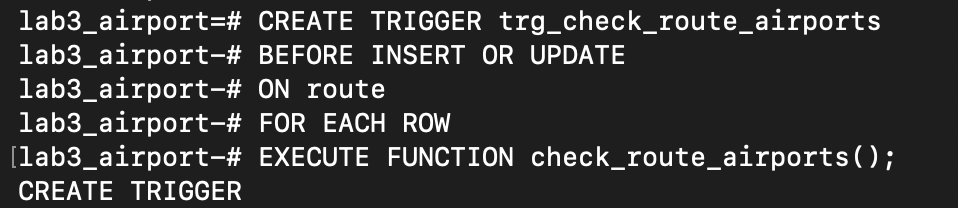 lab3_airport=# CREATE TRIGGER trg_check_route_airports
lab3_airport-# BEFORE INSERT OR UPDATE
lab3_airport-# ON route
lab3_airport-# FOR EACH ROW
[lab3_airport-# EXECUTE FUNCTION check_route_airports();
CREATE TRIGGER